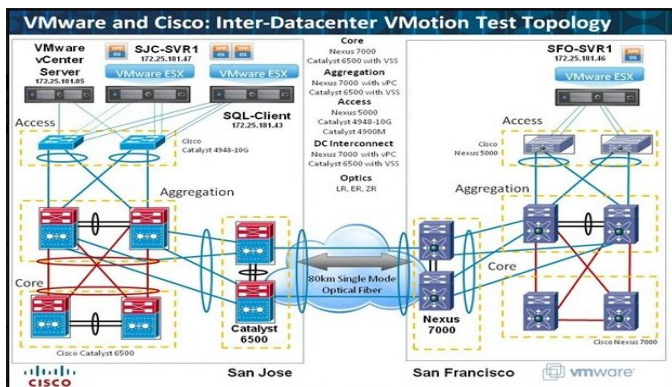 VMware and Cisco: Inter-Datacenter VMotion Test Topology
VMware
vCenter
Server
172.25.181.85
SJC-SVR1
172.25.181.47
VMware ESX
VMware ESX
SQL-Client
172.25.181.43
Access
Cisco
Catalyst 4948-10G
Aggregation
Core
Cisco Catalyst 6500
Catalyst
6500
San Jose
CISCO
Core
Nexus 7000
Catalyst 6500 with VSS
Aggregation
Nexus 7000 with vPC
Catalyst 6500 with VSS
Access
Nexus 5000
Catalyst 4948-10G
Catalyst 4900M
DC Interconnect
Nexus 7000 with vPC
Catalyst 6500 with VSS
Optics
LR, ER, ZR
80km Single Mode
Optical Fiber
SFO-SVR1
172.25.181.46
VMware ESX
Access
Cisco
Nexus 5000
Aggregation
Core
Nexus
7000
Cisco Nexus 7000
San Francisco
vmware